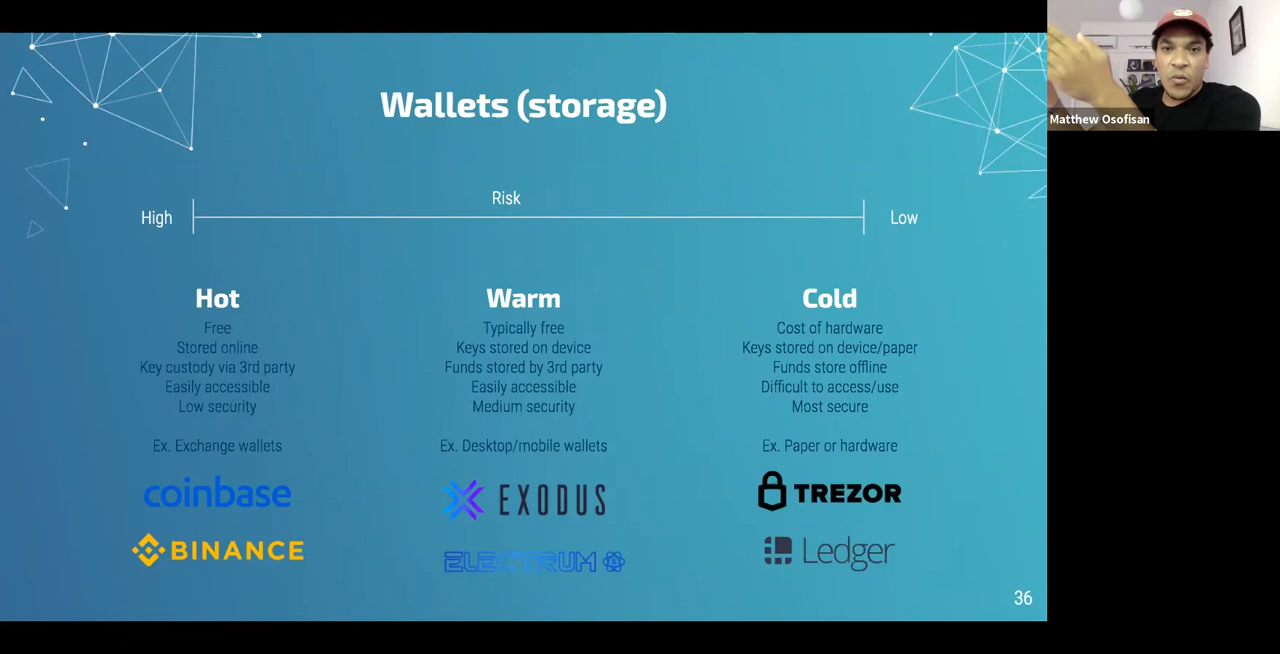 Wallets (storage)
Risk
High
Low
Hot
Free
Stored online
Key custody via 3rd party
Easily accessible
Low security
Ex. Exchange wallets
coinbase
BINANCE
Warm
Typically free
Keys stored on device
Funds stored by 3rd party
Easily accessible
Medium security
Ex. Desktop/mobile wallets
EXODUS
ELECTRUM
Cold
Cost of hardware
Keys stored on device/paper
Funds store offline
Difficult to access/use
Most secure
Ex. Paper or hardware
TREZOR
Ledger
36
Matthew Osofisan